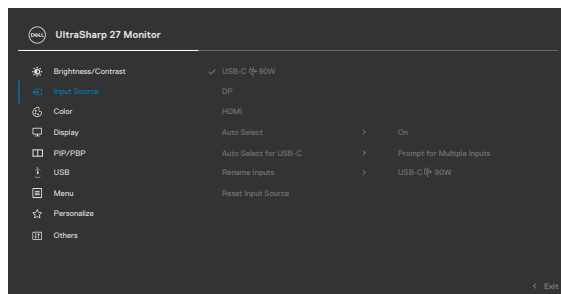 DELL UltraSharp 27 Monitor
Brightness/Contrast ✓ USB-C 90W
Input Source DP
Color HDMI
Display Auto Select > On
PIP/PBP Auto Select for USB-C > Prompt for Multiple Inputs
USB Rename Inputs > USB-C 90W
Menu Reset Input Source
Personalize
Others
< Exit